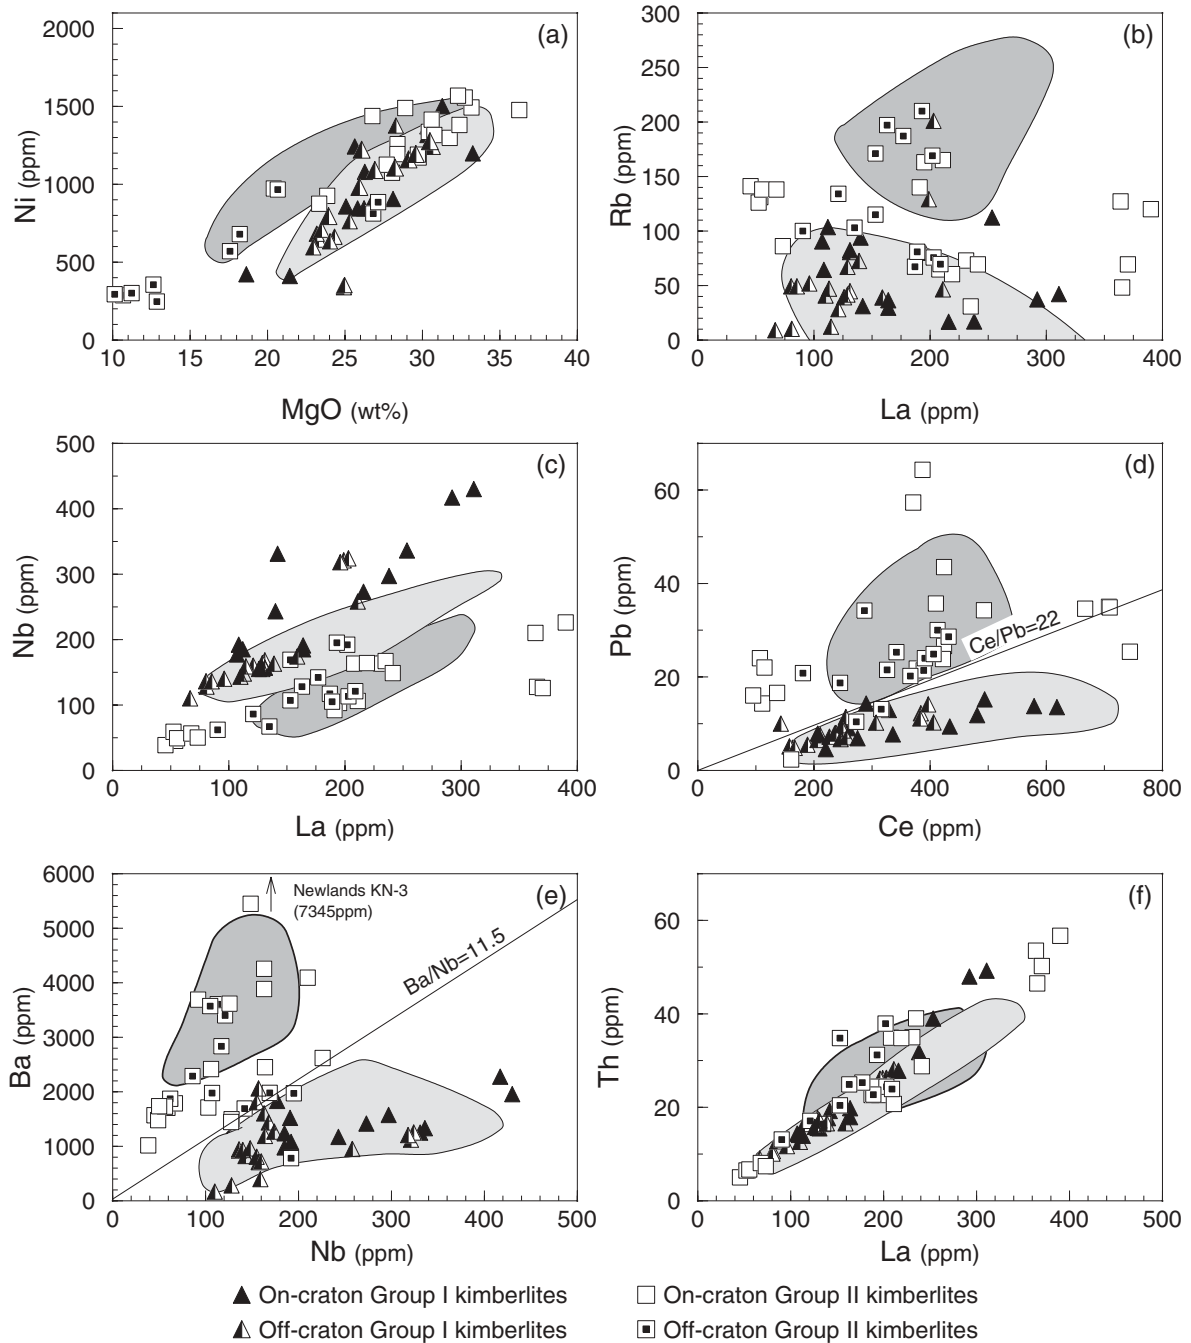 (a)
2000
1500
1000
500
0
Ni (ppm)
10 15 20 25 30 35 40
MgO (wt%)
(b)
300
250
200
150
100
50
0
Rb (ppm)
0 100 200 300 400
La (ppm)
(c)
500
400
300
200
100
0
Nb (ppm)
0 100 200 300 400
La (ppm)
(d)
60
40
20
0
Pb (ppm)
Ce/Pb=22
0 200 400 600 800
Ce (ppm)
(e)
6000
5000
4000
3000
2000
1000
0
Ba (ppm)
Newlands KN-3
(7345ppm)
Ba/Nb=11.5
0 100 200 300 400 500
Nb (ppm)
(f)
60
40
20
0
Th (ppm)
0 100 200 300 400 500
La (ppm)
On-craton Group I kimberlites
On-craton Group II kimberlites
Off-craton Group I kimberlites
Off-craton Group II kimberlites